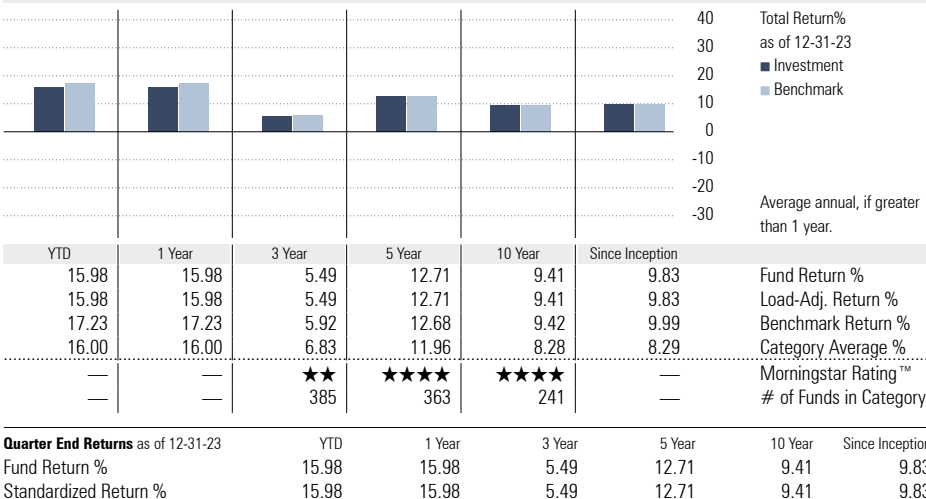 40
30
20
10
0
-10
-20
-30
Total Return%
as of 12-31-23
■ Investment
■ Benchmark
Average annual, if greater
than 1 year.
YTD 1 Year 3 Year 5 Year 10 Year Since Inception
15.98 15.98 5.49 12.71 9.41 9.83 Fund Return %
15.98 15.98 5.49 12.71 9.41 9.83 Load-Adj. Return %
17.23 17.23 5.92 12.68 9.42 9.99 Benchmark Return %
16.00 16.00 6.83 11.96 8.28 8.29 Category Average %
— — ★★ ★★★★ ★★★★ — Morningstar Rating™
— — 385 363 241 — # of Funds in Category
Quarter End Returns as of 12-31-23 YTD 1 Year 3 Year 5 Year 10 Year Since Inception
Fund Return % 15.98 15.98 5.49 12.71 9.41 9.83
Standardized Return % 15.98 15.98 5.49 12.71 9.41 9.83